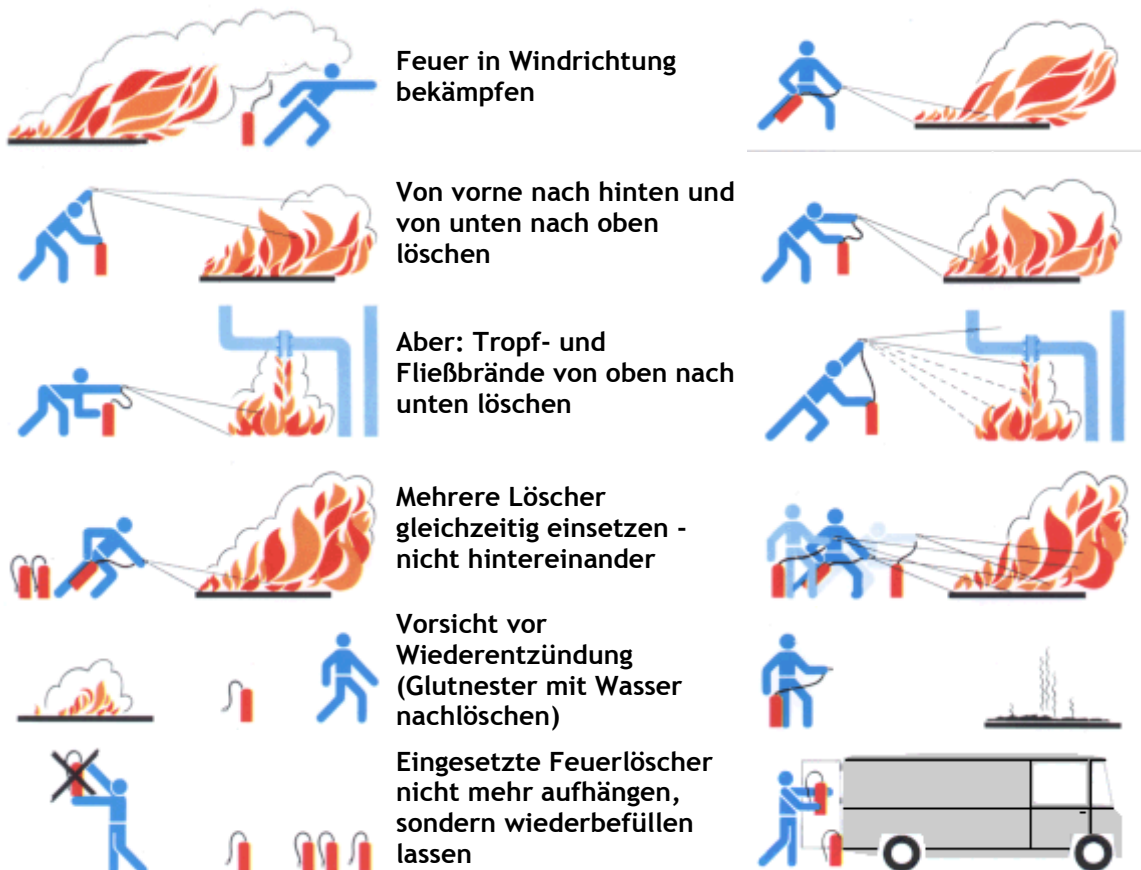 Feuer in Windrichtung
bekämpfen
Von vorne nach hinten und
von unten nach oben
löschen
Aber: Tropf- und
Fließbrände von oben nach
unten löschen
Mehrere Löscher
gleichzeitig einsetzen -
nicht hintereinander
Vorsicht vor
Wiederentzündung
(Glutnester mit Wasser
nachlöschen)
Eingesetzte Feuerlöscher
nicht mehr aufhängen,
sondern wiederbefüllen
lassen